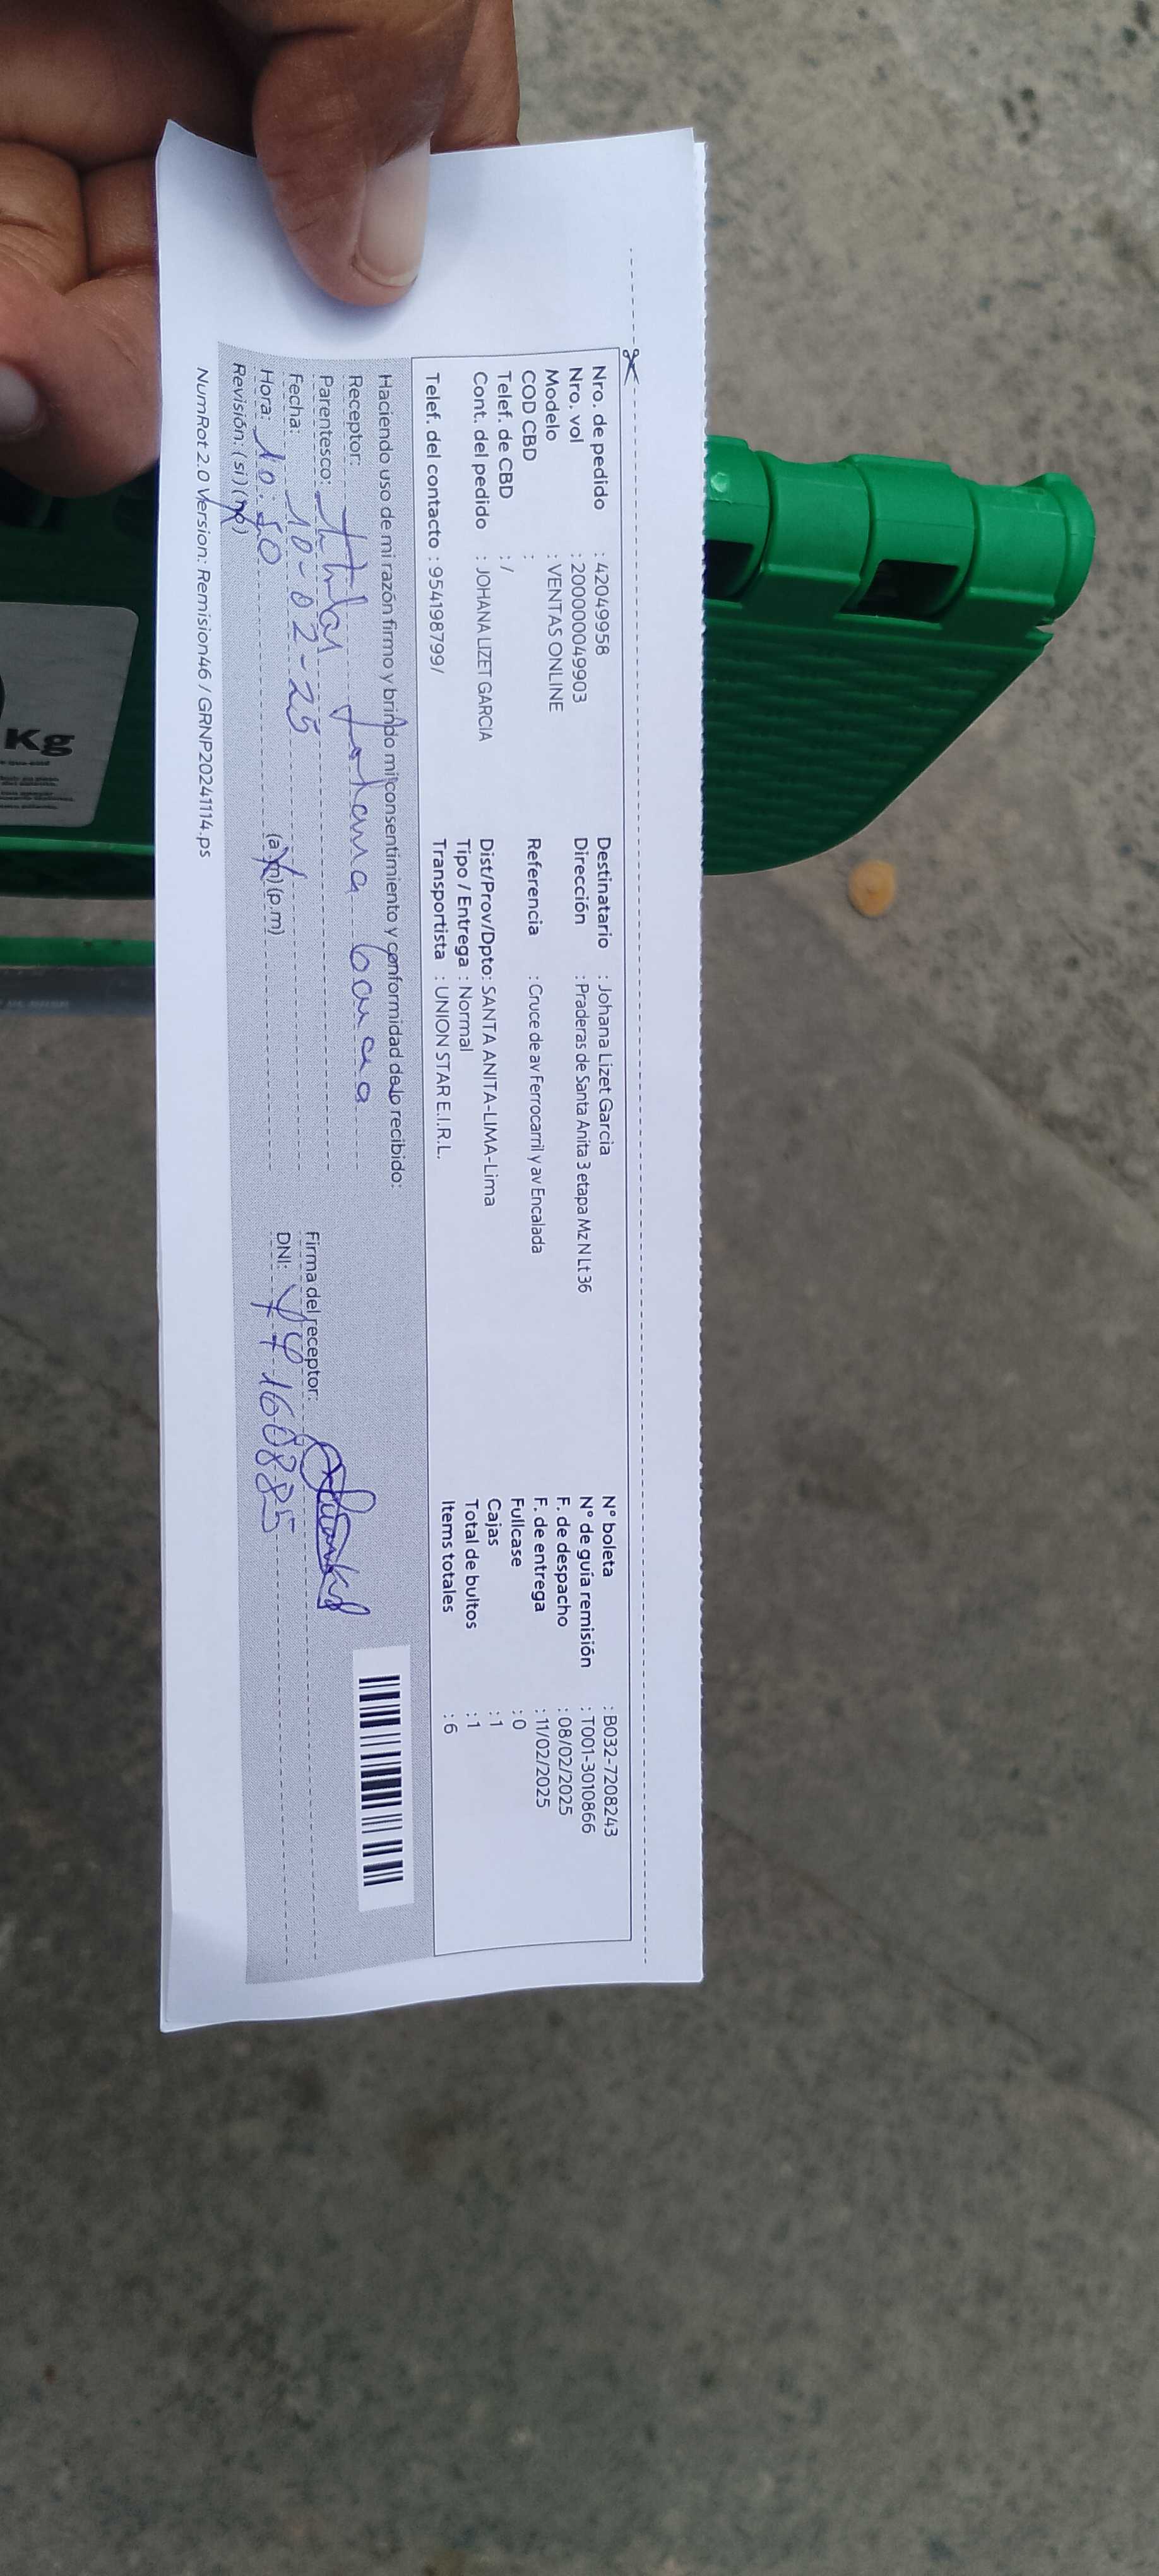 Nro. de pedido : 42049958
Nro. vol : 200000049903
Modelo : VENTAS ONLINE
COD CBD :
Telef. de CBD : /
Cont. del pedido : JOHANA LIZET GARCIA
Telef. del contacto : 954198799/
Destinatario : Johana Lizet Garcia
Dirección : Praderas de Santa Anita 3 etapa Mz N Lt 36
Referencia : Cruce de av Ferrocarril y av Encalada
Dist/Prov/Dpto: SANTA ANITA-LIMA-Lima
Tipo / Entrega : Normal
Transportista : UNION STAR E.I.R.L.
N° boleta : B032-7208243
N° de guía remisión : T001-3010866
F. de despacho : 08/02/2025
F. de entrega : 11/02/2025
Fullcase : 0
Cajas : 1
Total de bultos : 1
Items totales : 6
Haciendo uso de mi razón firmo y brindo mi consentimiento y conformidad de lo recibido:
Receptor: Johana
Parentesco: titular
Fecha: 10-02-25
Hora: 10:50 (a.m) (p.m)
Revisión: (si) (no)
Firma del receptor:
DNI: 44160885
NumRot 2.0 Version: Remision46 / GRNP20241114.ps
Kg